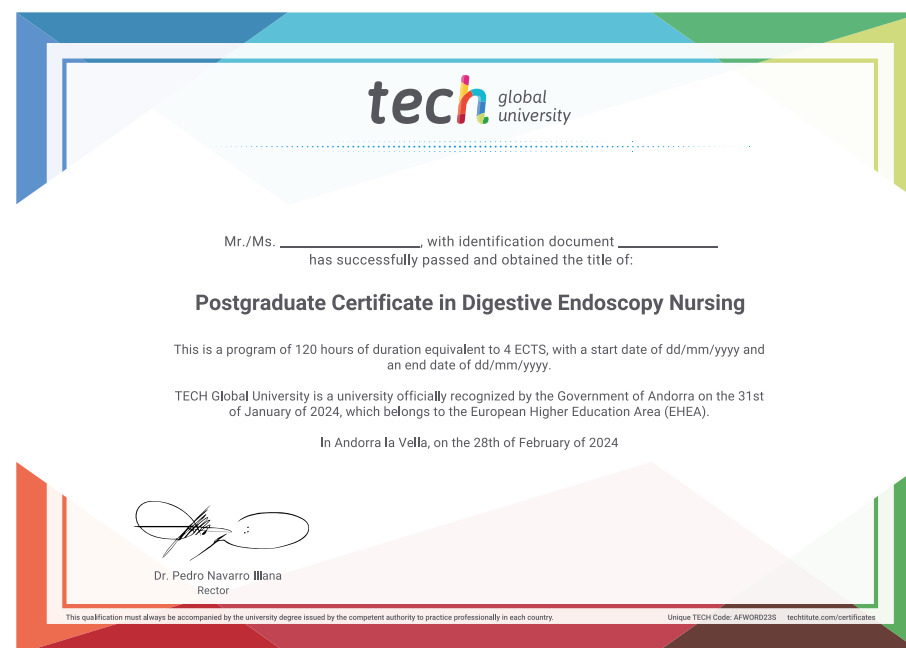 tech global
university
Mr./Ms. ____________, with identification document ____________
has successfully passed and obtained the title of:
Postgraduate Certificate in Digestive Endoscopy Nursing
This is a program of 120 hours of duration equivalent to 4 ECTS, with a start date of dd/mm/yyyy and
an end date of dd/mm/yyyy.
TECH Global University is a university officially recognized by the Government of Andorra on the 31st
of January of 2024, which belongs to the European Higher Education Area (EHEA).
In Andorra la Vella, on the 28th of February of 2024
Dr. Pedro Navarro Illana
Rector
This qualification must always be accompanied by the university degree issued by the competent authority to practice professionally in each country.
Unique TECH Code: AFWORD23S techtitute.com/certificates